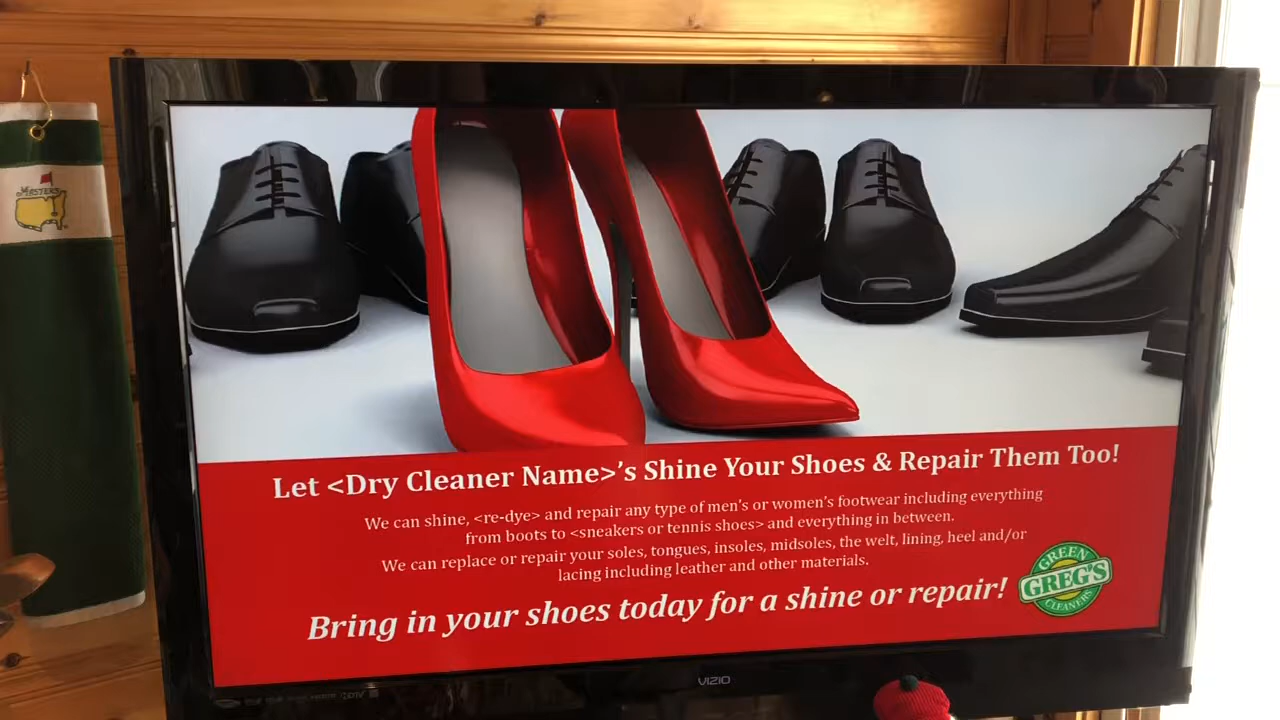 MASTERS
Let <Dry Cleaner Name>'s Shine Your Shoes & Repair Them Too!
We can shine, <re-dye> and repair any type of men's or women's footwear including everything
from boots to <sneakers or tennis shoes> and everything in between.
We can replace or repair your soles, tongues, insoles, midsoles, the welt, lining, heel and/or
lacing including leather and other materials.
Bring in your shoes today for a shine or repair!
GREEN
GREG'S
CLEANERS
VIZIO